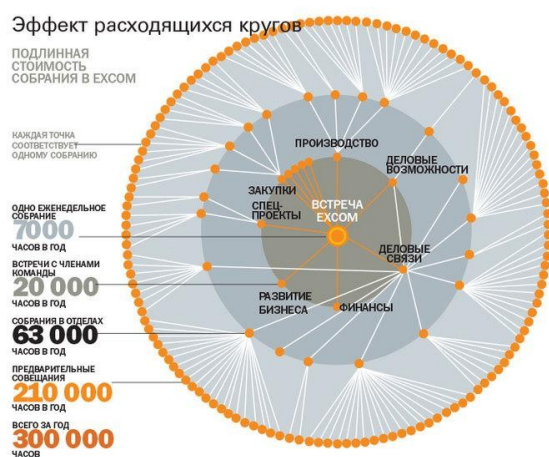 Эффект расходящихся кругов
ПОДЛИННАЯ
СТОИМОСТЬ
СОБРАНИЯ В EXCOM
КАЖДАЯ ТОЧКА
СООТВЕТСТВУЕТ
ОДНОМУ СОБРАНИЮ
ОДНО ЕЖЕНЕДЕЛЬНОЕ
СОБРАНИЕ
7000
ЧАСОВ В ГОД
ВСТРЕЧИ С ЧЛЕНАМИ
КОМАНДЫ
20 000
ЧАСОВ В ГОД
СОБРАНИЯ В ОТДЕЛАХ
63 000
ЧАСОВ В ГОД
ПРЕДВАРИТЕЛЬНЫЕ
СОВЕЩАНИЯ
210 000
ЧАСОВ В ГОД
ВСЕГО ЗА ГОД
300 000
ЧАСОВ
ПРОИЗВОДСТВО
ДЕЛОВЫЕ
ВОЗМОЖНОСТИ
ЗАКУПКИ
СПЕЦ-
ПРОЕКТЫ
ВСТРЕЧА
EXCOM
ДЕЛОВЫЕ
СВЯЗИ
РАЗВИТИЕ
БИЗНЕСА
ФИНАНСЫ